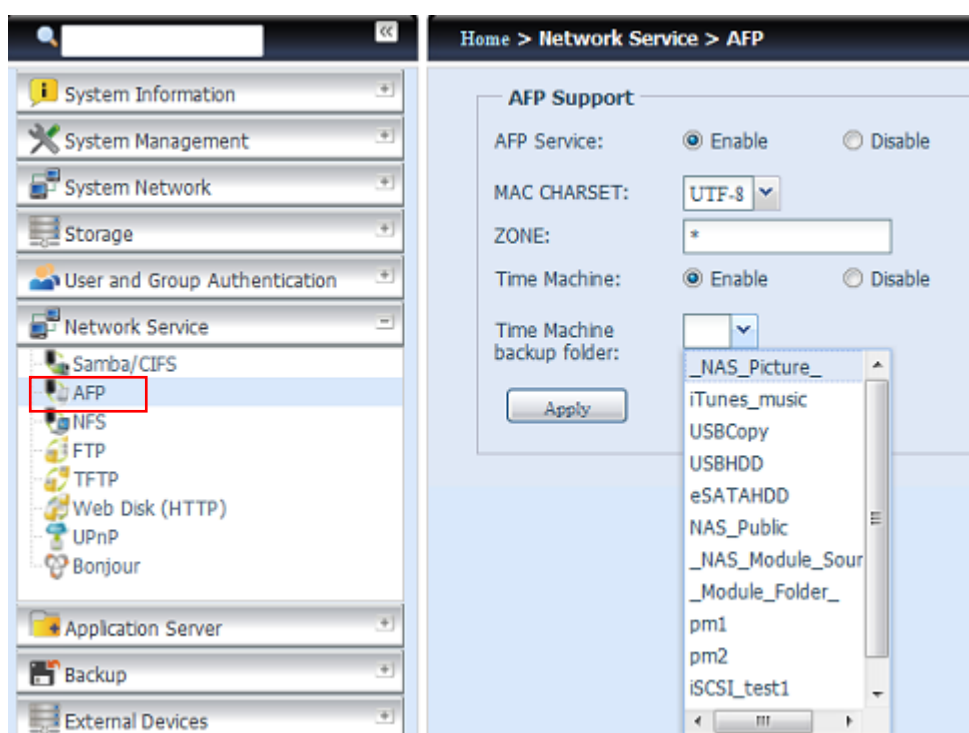 Home > Network Service > AFP
System Information
System Management
System Network
Storage
User and Group Authentication
Network Service
Samba/CIFS
AFP
NFS
FTP
TFTP
Web Disk (HTTP)
UPnP
Bonjour
Application Server
Backup
External Devices
AFP Support
AFP Service: Enable Disable
MAC CHARSET: UTF-8
ZONE: *
Time Machine: Enable Disable
Time Machine
backup folder:
Apply
_NAS_Picture_
iTunes_music
USBCopy
USBHDD
eSATAHDD
NAS_Public
_NAS_Module_Sour
_Module_Folder_
pm1
pm2
iSCSI_test1